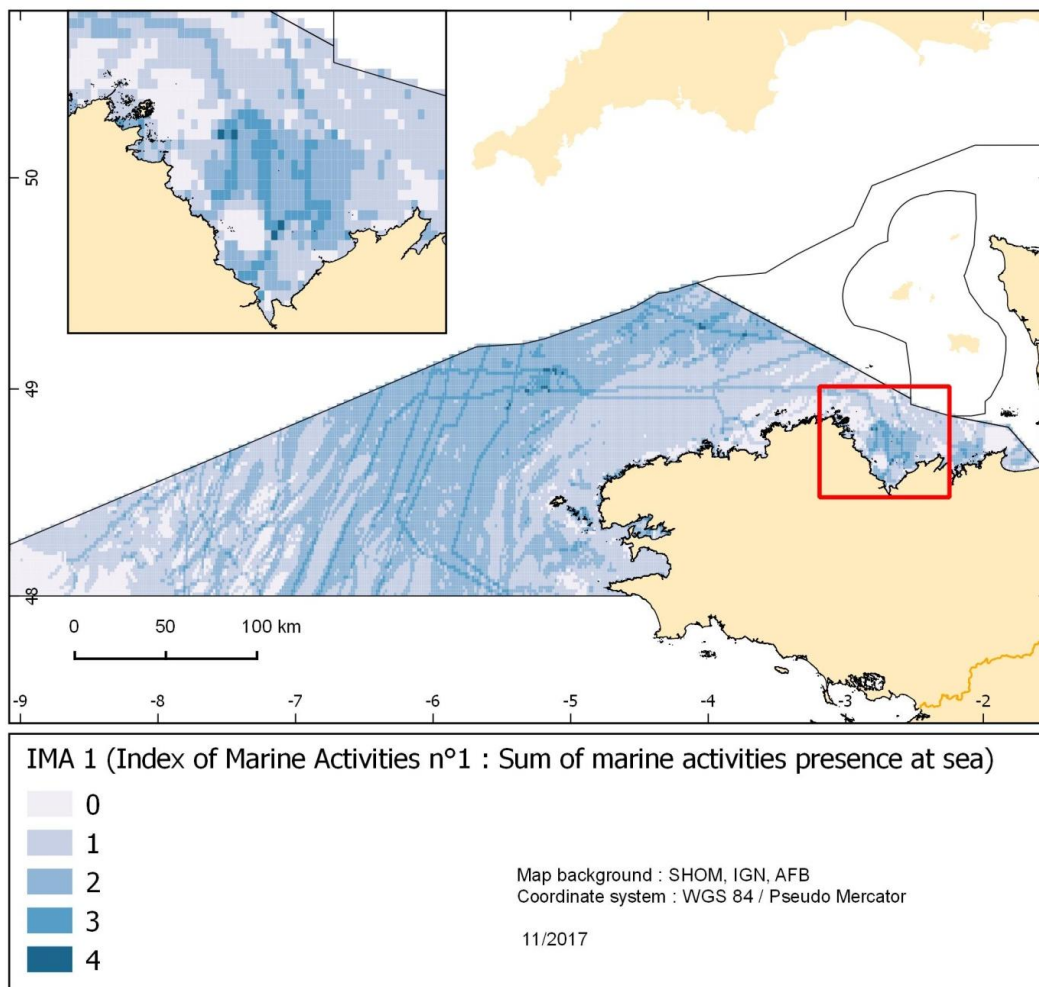 50
49
48
0 50 100 km
-9 -8 -7 -6 -5 -4 -3 -2
IMA 1 (Index of Marine Activities n°1 : Sum of marine activities presence at sea)
0
1
2
3
4
Map background : SHOM, IGN, AFB
Coordinate system : WGS 84 / Pseudo Mercator
11/2017